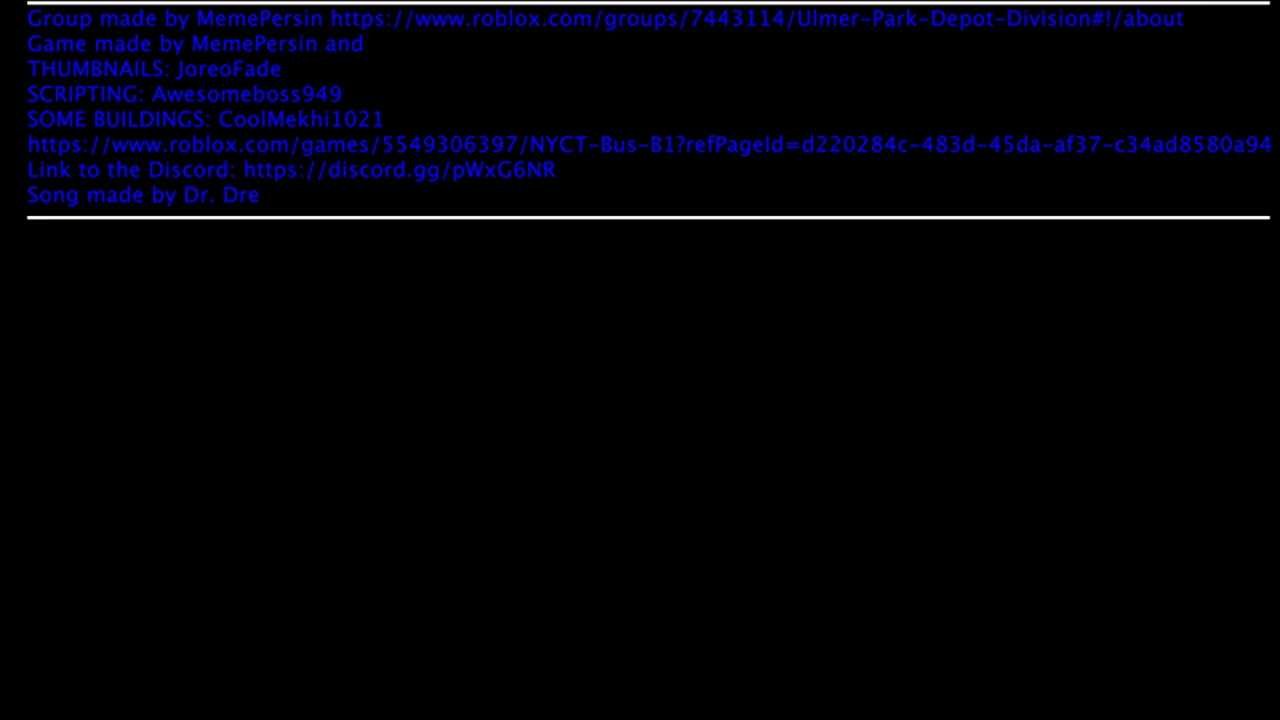 Group made by MemePersin https://www.roblox.com/groups/7443114/Ulmer-Park-Depot-Division#!/about
Game made by MemePersin and
THUMBNAILS: JoreoFade
SCRIPTING: Awesomeboss949
SOME BUILDINGS: CoolMekhi1021
https://www.roblox.com/games/5549306397/NYCT-Bus-B1?refPageId=d220284c-483d-45da-af37-c34ad8580a94
Link to the Discord: https://discord.gg/pWxG6NR
Song made by Dr. Dre